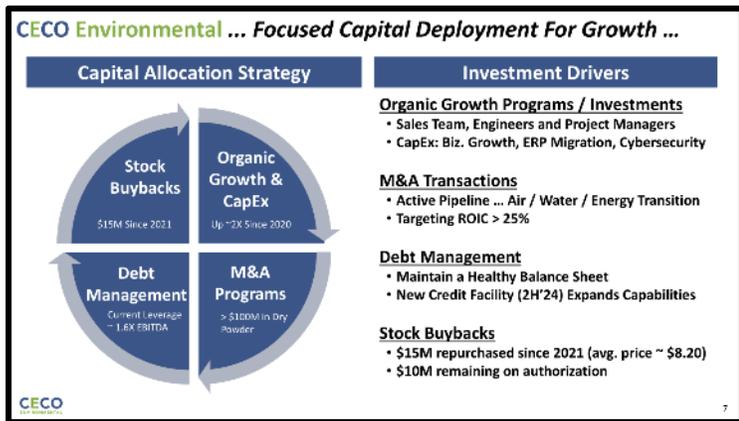 CECO Environmental ... Focused Capital Deployment For Growth ...
Capital Allocation Strategy
Stock
Buybacks
$15M Since 2021
Organic
Growth &
CapEx
Up ~2X Since 2020
Debt
Management
Current Leverage
~ 1.6X EBITDA
M&A
Programs
> $100M in Dry
Powder
Investment Drivers
Organic Growth Programs / Investments
• Sales Team, Engineers and Project Managers
• CapEx: Biz. Growth, ERP Migration, Cybersecurity
M&A Transactions
• Active Pipeline ... Air / Water / Energy Transition
• Targeting ROIC > 25%
Debt Management
• Maintain a Healthy Balance Sheet
• New Credit Facility (2H'24) Expands Capabilities
Stock Buybacks
• $15M repurchased since 2021 (avg. price ~ $8.20)
• $10M remaining on authorization
CECO
ENVIRONMENTAL
7